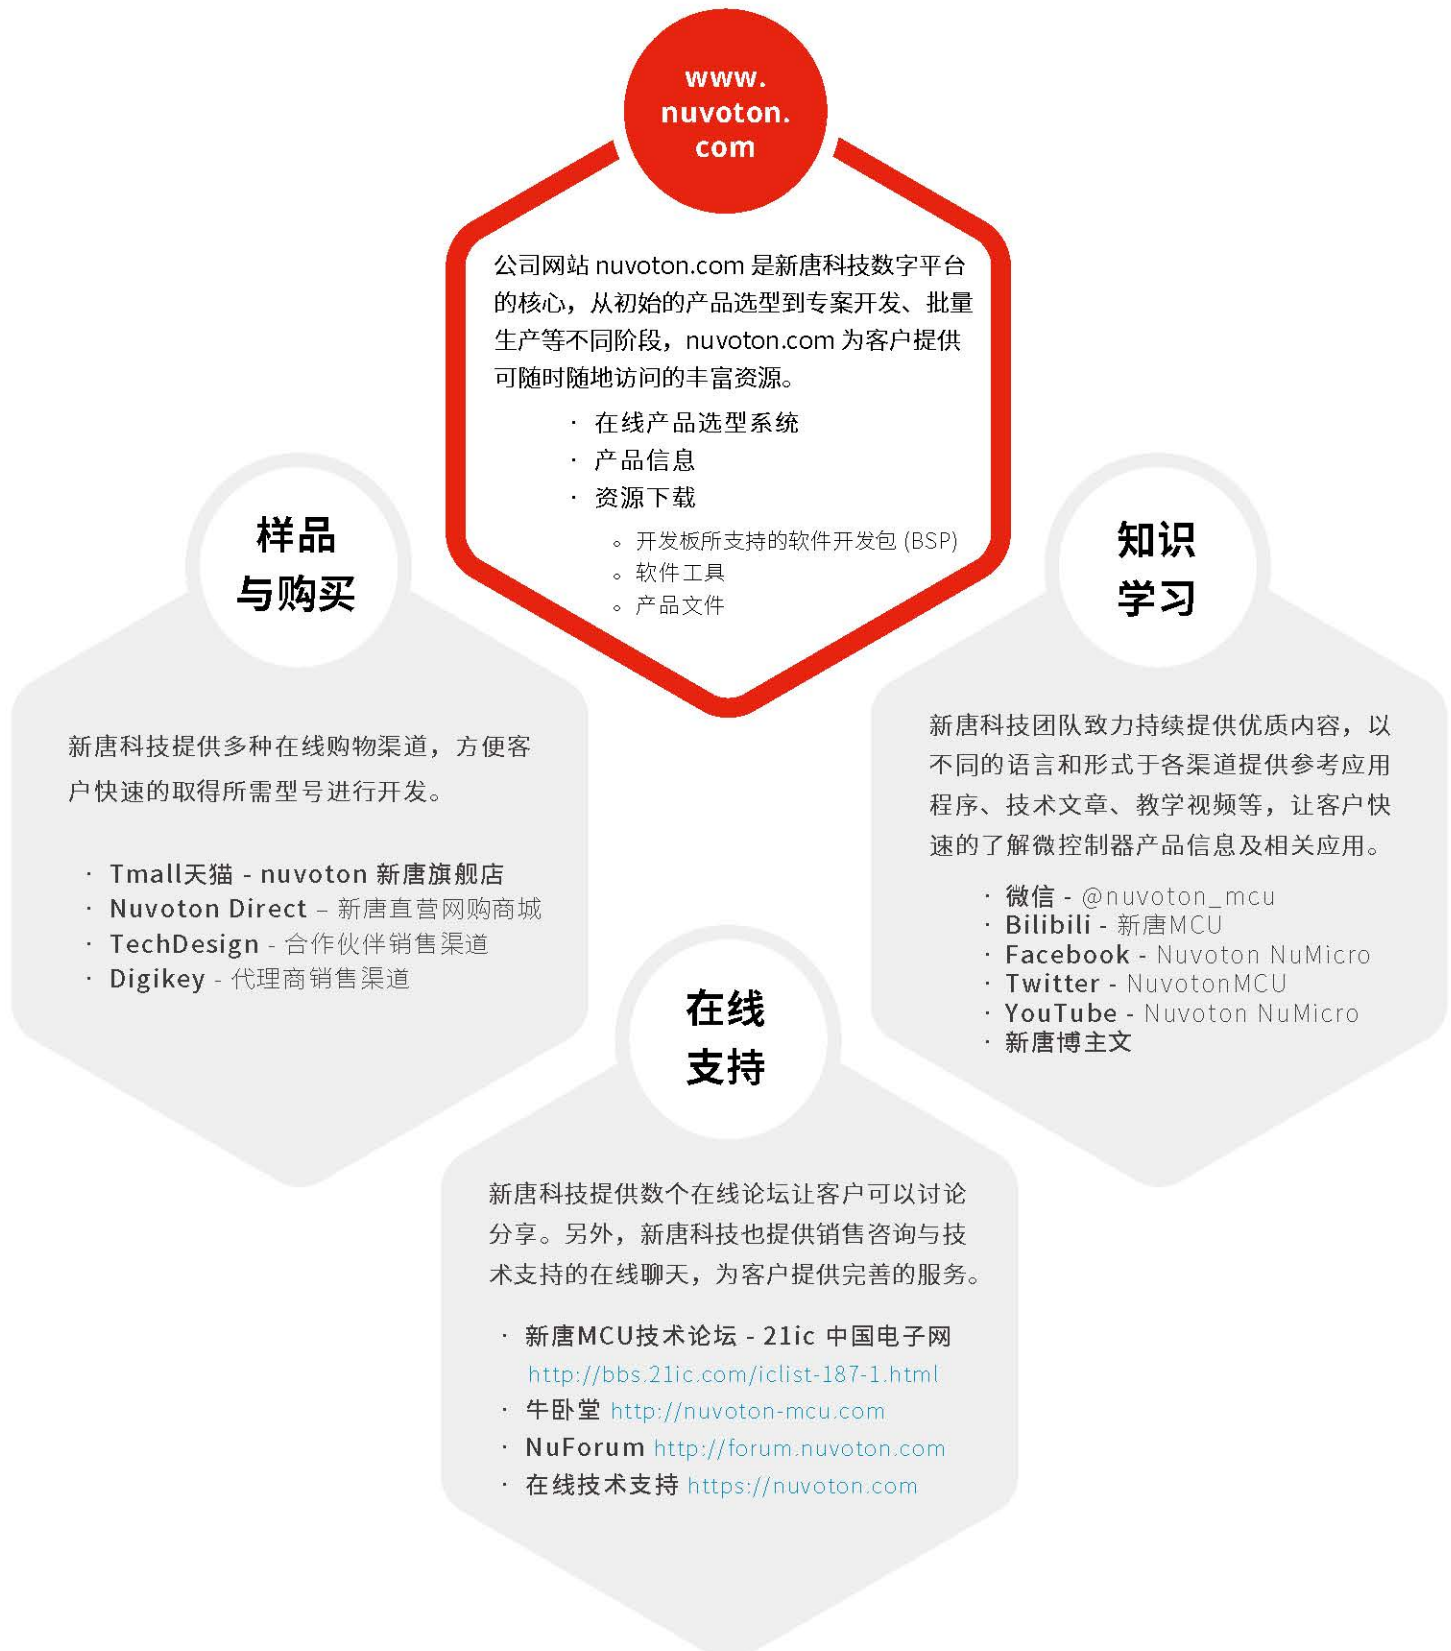 www.
nuvoton.
com
公司网站 nuvoton.com 是新唐科技数字平台
的核心，从初始的产品选型到专案开发、批量
生产等不同阶段，nuvoton.com 为客户提供
可随时随地访问的丰富资源。
· 在线产品选型系统
· 产品信息
· 资源下载
◦ 开发板所支持的软件开发包 (BSP)
◦ 软件工具
◦ 产品文件
样品
与购买
新唐科技提供多种在线购物渠道，方便客
户快速的取得所需型号进行开发。
· Tmall天猫 - nuvoton 新唐旗舰店
· Nuvoton Direct – 新唐直营网购商城
· TechDesign - 合作伙伴销售渠道
· Digikey - 代理商销售渠道
知识
学习
新唐科技团队致力持续提供优质内容，以
不同的语言和形式于各渠道提供参考应用
程序、技术文章、教学视频等，让客户快
速的了解微控制器产品信息及相关应用。
· 微信 - @nuvoton_mcu
· Bilibili - 新唐MCU
· Facebook - Nuvoton NuMicro
· Twitter - NuvotonMCU
· YouTube - Nuvoton NuMicro
· 新唐博主文
在线
支持
新唐科技提供数个在线论坛让客户可以讨论
分享。另外，新唐科技也提供销售咨询与技
术支持的在线聊天，为客户提供完善的服务。
· 新唐MCU技术论坛 - 21ic 中国电子网
http://bbs.21ic.com/iclist-187-1.html
· 牛卧堂 http://nuvoton-mcu.com
· NuForum http://forum.nuvoton.com
· 在线技术支持 https://nuvoton.com